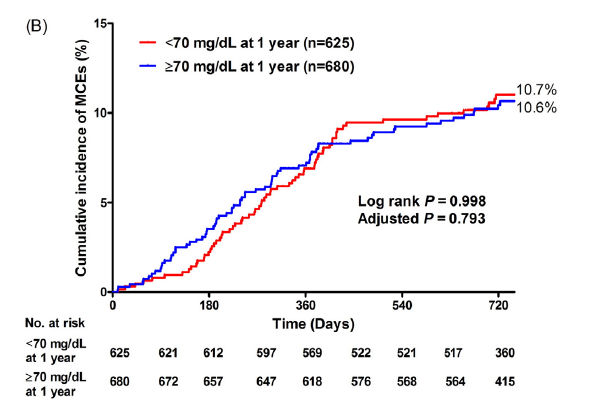 (B)
Cumulative incidence of MCEs (%)
15
10
5
0
<70 mg/dL at 1 year (n=625)
≥70 mg/dL at 1 year (n=680)
10.7%
10.6%
Log rank P = 0.998
Adjusted P = 0.793
0 180 360 540 720
Time (Days)
No. at risk
<70 mg/dL
at 1 year
625 621 612 597 569 522 521 517 360
≥70 mg/dL
at 1 year
680 672 657 647 618 576 568 564 415